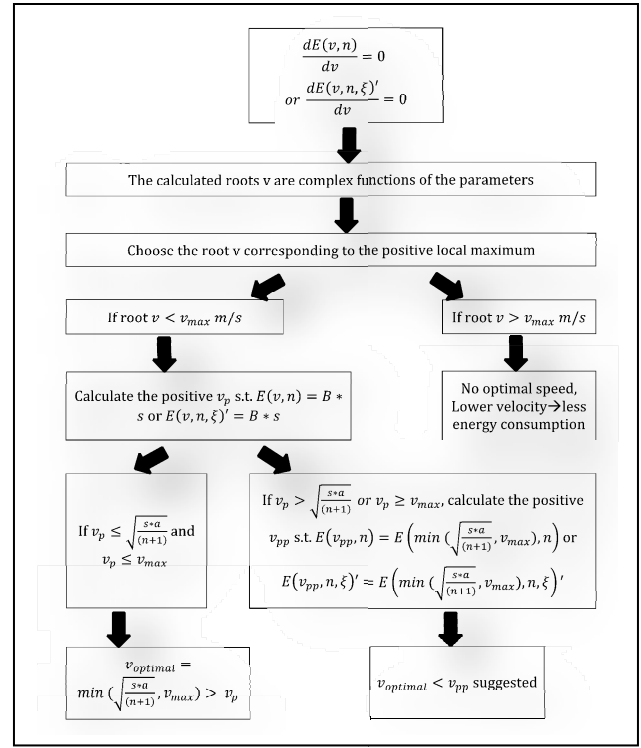 dE(v,n)/dv = 0
or dE(v,n,ξ)′/dv = 0
The calculated roots v are complex functions of the parameters
Choose the root v corresponding to the positive local maximum
If root v < v_max m/s
If root v > v_max m/s
Calculate the positive v_p s.t. E(v,n) = B *
s or E(v,n,ξ)′ = B * s
No optimal speed,
Lower velocity→less
energy consumption
If v_p ≤ √(s*a/(n+1)) and
v_p ≤ v_max
If v_p > √(s*a/(n+1)) or v_p ≥ v_max, calculate the positive
v_pp s.t. E(v_pp,n) = E(min (√(s*a/(n+1)), v_max), n) or
E(v_pp,n,ξ)′ = E(min (√(s*a/(n+1)), v_max), n, ξ)′
v_optimal =
min (√(s*a/(n+1)), v_max) > v_p
v_optimal < v_pp suggested